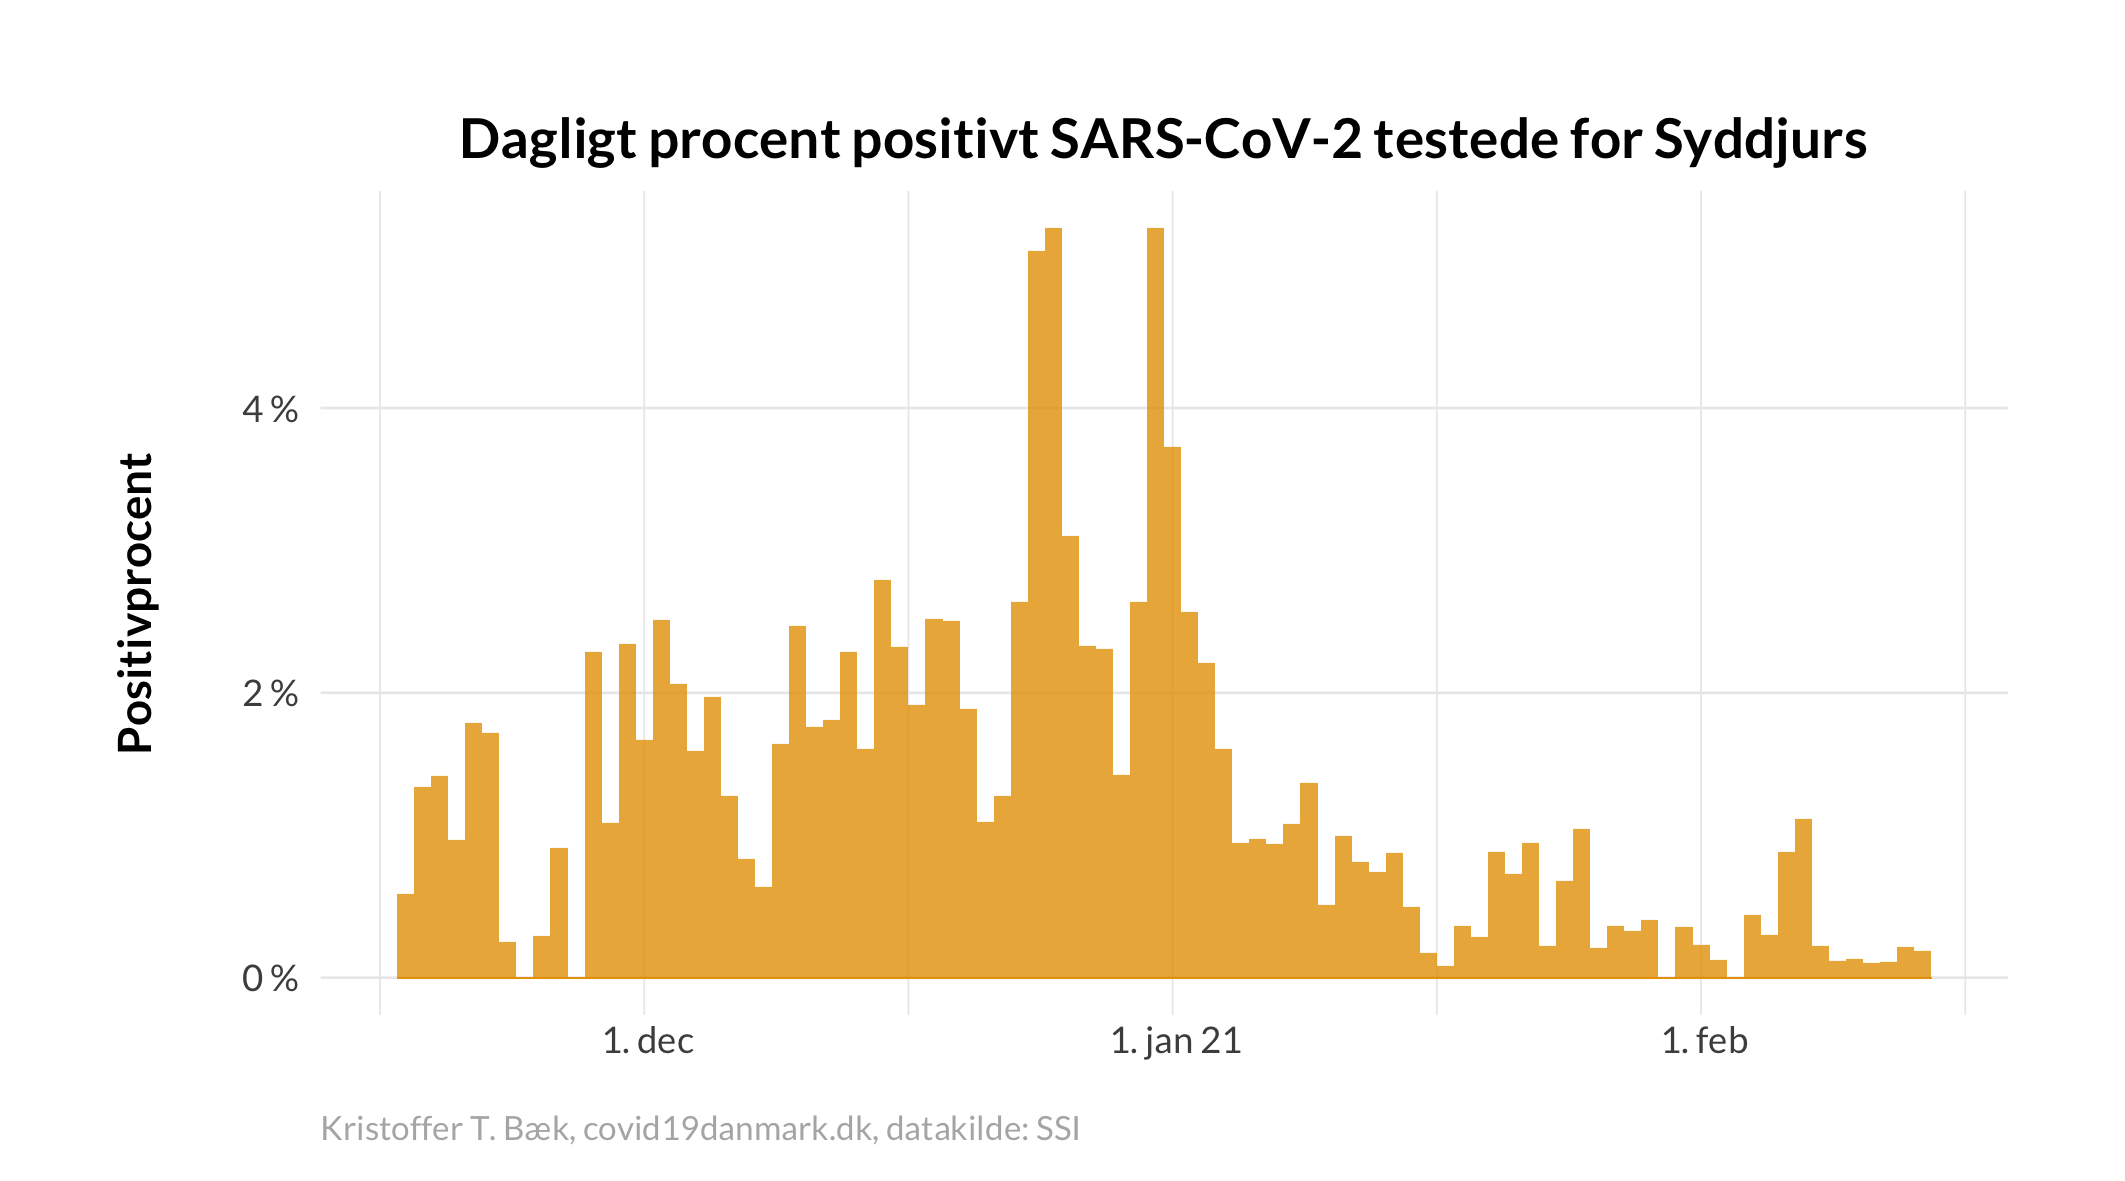 Dagligt procent positivt SARS-CoV-2 testede for Syddjurs
Positivprocent
4 %
2 %
0 %
1. dec
1. jan 21
1. feb
Kristoffer T. Bæk, covid19danmark.dk, datakilde: SSI